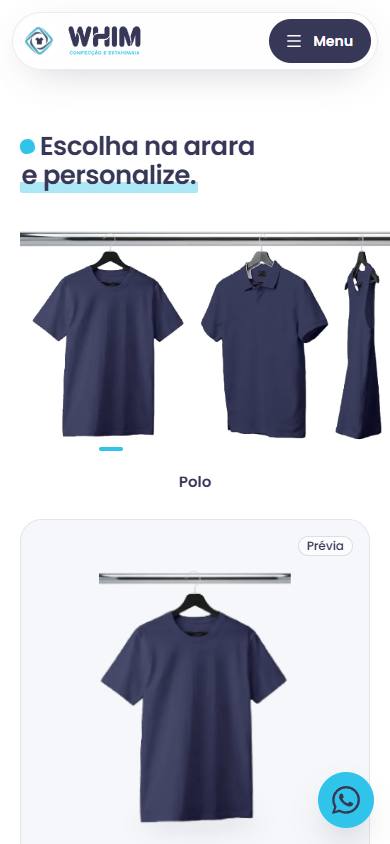 WHIM
CONFECÇÃO E ESTAMPARIA
Menu
Escolha na arara
e personalize.
Polo
Prévia